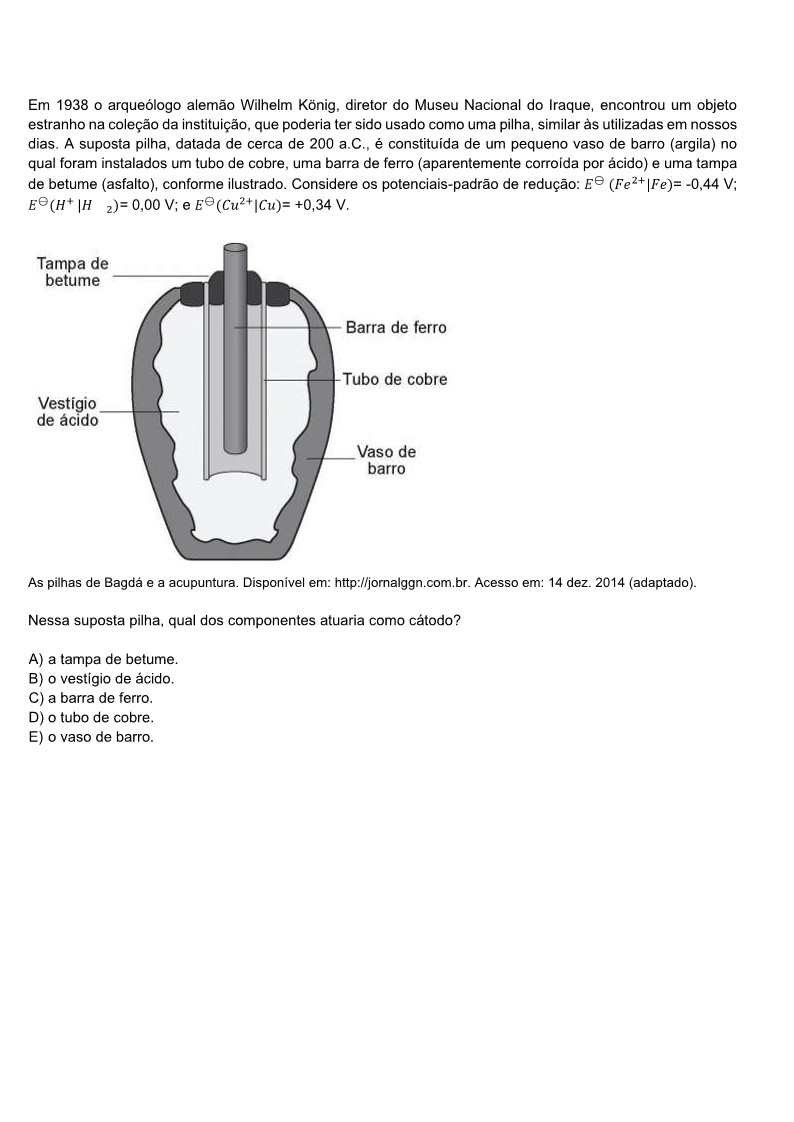 Em 1938 o arqueólogo alemão Wilhelm König, diretor do Museu Nacional do Iraque, encontrou um objeto
estranho na coleção da instituição, que poderia ter sido usado como uma pilha, similar às utilizadas em nossos
dias. A suposta pilha, datada de cerca de 200 a.C., é constituída de um pequeno vaso de barro (argila) no
qual foram instalados um tubo de cobre, uma barra de ferro (aparentemente corroída por ácido) e uma tampa
de betume (asfalto), conforme ilustrado. Considere os potenciais-padrão de redução: E⊖ (Fe²⁺|Fe)= -0,44 V;
E⊖(H⁺ |H ₂)= 0,00 V; e E⊖(Cu²⁺|Cu)= +0,34 V.
Tampa de
betume
Barra de ferro
Tubo de cobre
Vestígio
de ácido
Vaso de
barro
As pilhas de Bagdá e a acupuntura. Disponível em: http://jornalggn.com.br. Acesso em: 14 dez. 2014 (adaptado).
Nessa suposta pilha, qual dos componentes atuaria como cátodo?
A) a tampa de betume.
B) o vestígio de ácido.
C) a barra de ferro.
D) o tubo de cobre.
E) o vaso de barro.